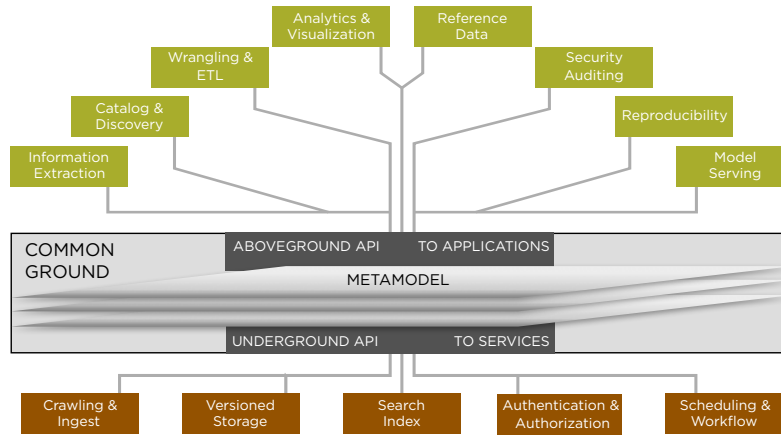 Analytics &
Visualization
Reference
Data
Wrangling &
ETL
Security
Auditing
Catalog &
Discovery
Reproducibility
Information
Extraction
Model
Serving
COMMON
GROUND
ABOVEGROUND API TO APPLICATIONS
METAMODEL
UNDERGROUND API TO SERVICES
Crawling &
Ingest
Versioned
Storage
Search
Index
Authentication &
Authorization
Scheduling &
Workflow